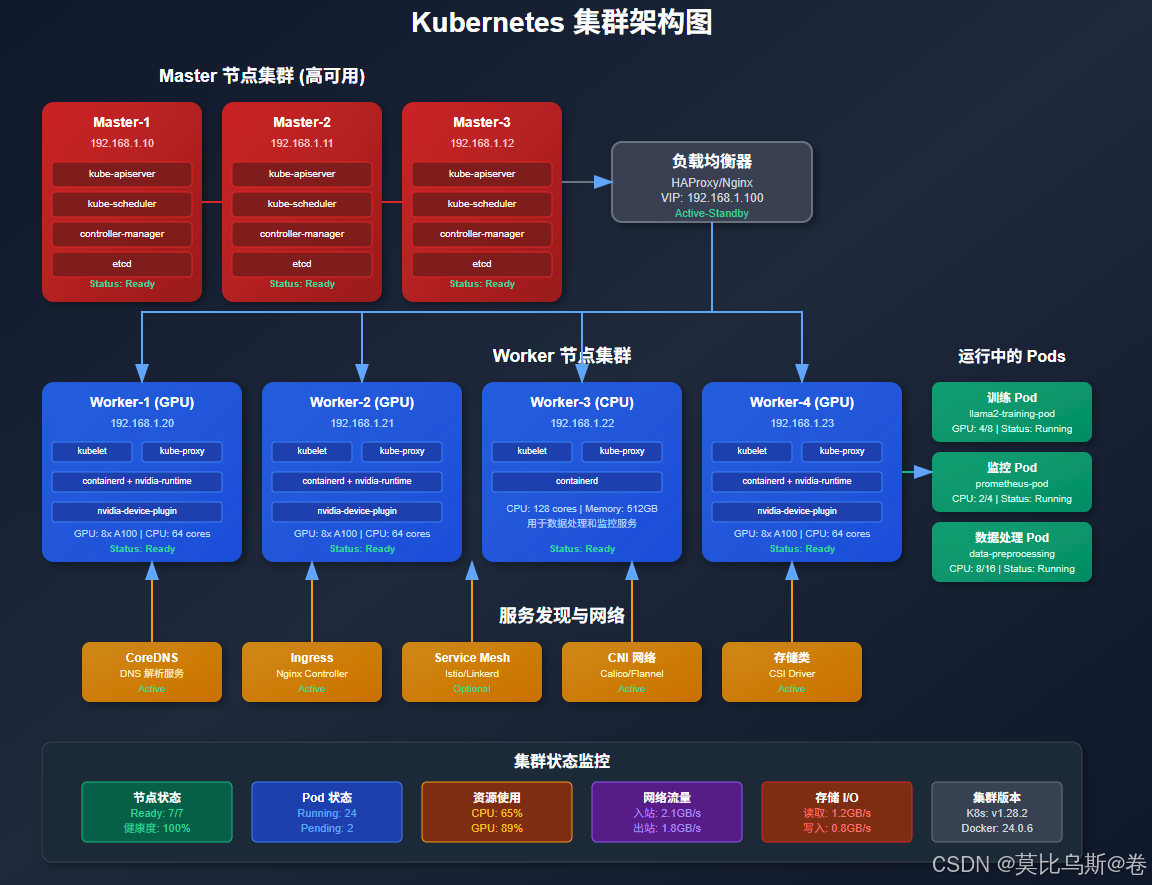 Kubernetes 集群架构图
Master 节点集群 (高可用)
Master-1
192.168.1.10
kube-apiserver
kube-scheduler
controller-manager
etcd
Status: Ready
Master-2
192.168.1.11
kube-apiserver
kube-scheduler
controller-manager
etcd
Status: Ready
Master-3
192.168.1.12
kube-apiserver
kube-scheduler
controller-manager
etcd
Status: Ready
负载均衡器
HAProxy/Nginx
VIP: 192.168.1.100
Active-Standby
Worker 节点集群
Worker-1 (GPU)
192.168.1.20
kubelet
kube-proxy
containerd + nvidia-runtime
nvidia-device-plugin
GPU: 8x A100 | CPU: 64 cores
Status: Ready
Worker-2 (GPU)
192.168.1.21
kubelet
kube-proxy
containerd + nvidia-runtime
nvidia-device-plugin
GPU: 8x A100 | CPU: 64 cores
Status: Ready
Worker-3 (CPU)
192.168.1.22
kubelet
kube-proxy
containerd
CPU: 128 cores | Memory: 512GB
用于数据处理和监控服务
Status: Ready
Worker-4 (GPU)
192.168.1.23
kubelet
kube-proxy
containerd + nvidia-runtime
nvidia-device-plugin
GPU: 8x A100 | CPU: 64 cores
Status: Ready
运行中的 Pods
训练 Pod
llama2-training-pod
GPU: 4/8 | Status: Running
监控 Pod
prometheus-pod
CPU: 2/4 | Status: Running
数据处理 Pod
data-preprocessing
CPU: 8/16 | Status: Running
服务发现与网络
CoreDNS
DNS 解析服务
Active
Ingress
Nginx Controller
Active
Service Mesh
Istio/Linkerd
Optional
CNI 网络
Calico/Flannel
Active
存储类
CSI Driver
Active
集群状态监控
节点状态
Ready: 7/7
健康度: 100%
Pod 状态
Running: 24
Pending: 2
资源使用
CPU: 65%
GPU: 89%
网络流量
入站: 2.1GB/s
出站: 1.8GB/s
存储 I/O
读取: 1.2GB/s
写入: 0.8GB/s
集群版本
K8s: v1.28.2
Docker: 24.0.6
CSDN @莫比乌斯@卷